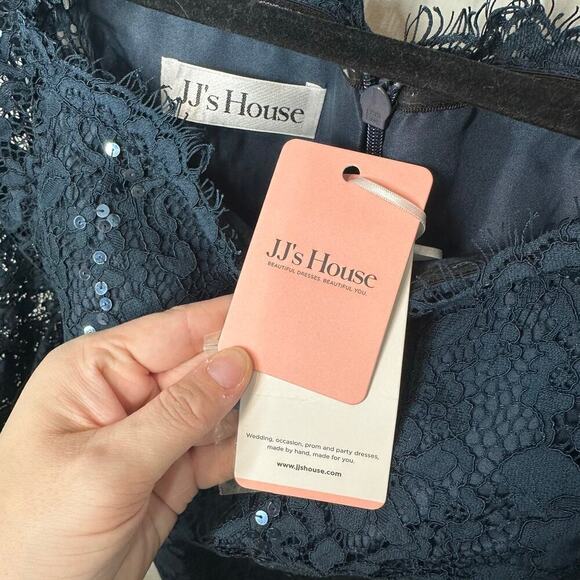 JJ's House
JJ's House
BEAUTIFUL DRESSES. BEAUTIFUL YOU.
Wedding, occasion, prom and party dresses,
made by hand, made for you.
www.jjshouse.com